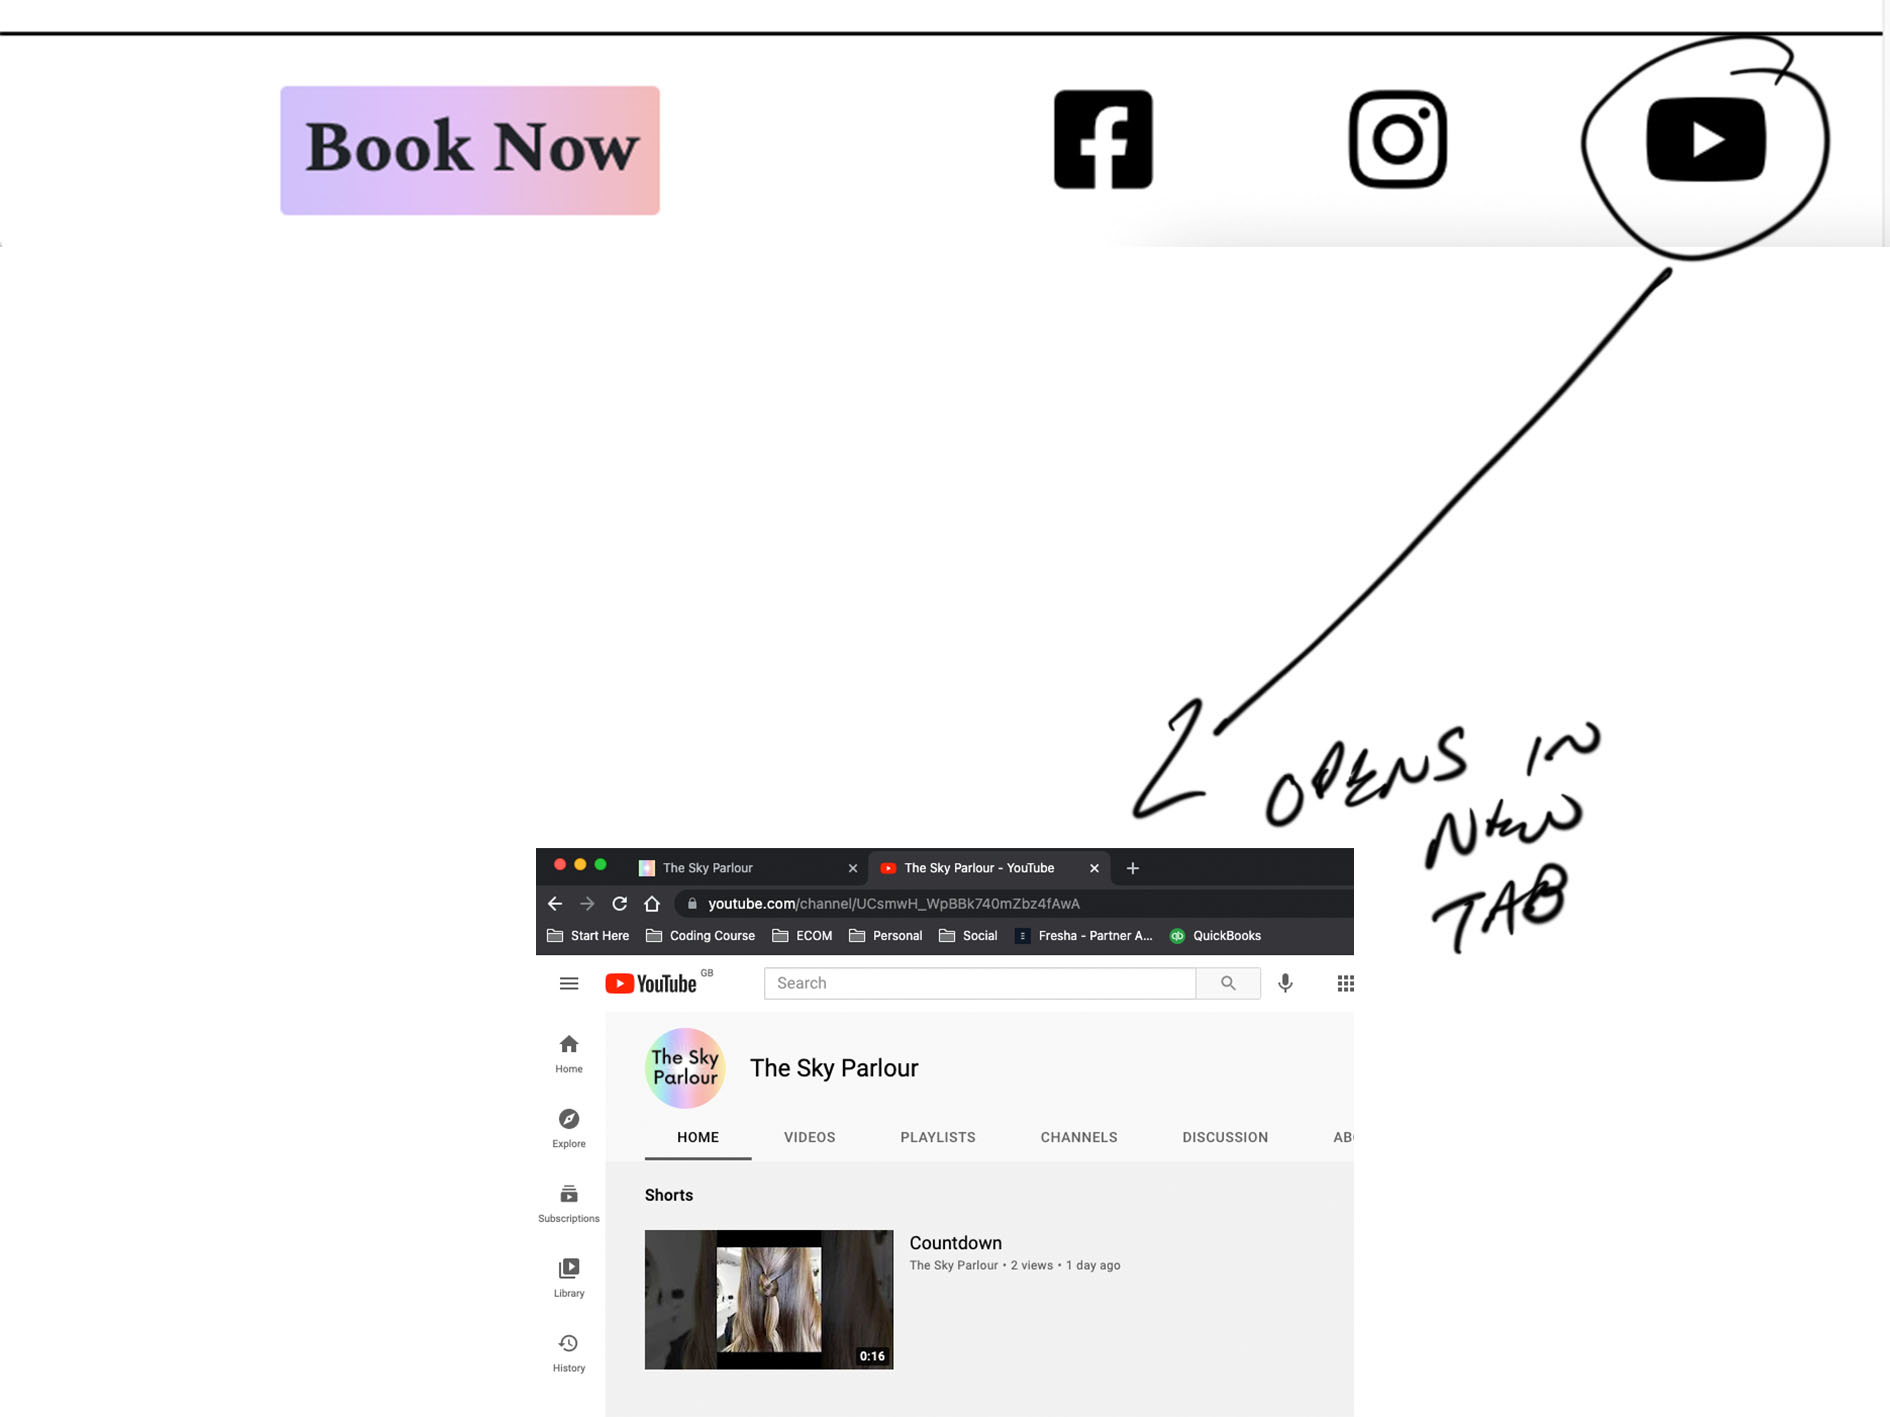 Book Now
OPENS IN
NEW
TAB
The Sky Parlour
The Sky Parlour - YouTube
youtube.com/channel/UCsmwH_WpBBk740mZbz4fAwA
Start Here Coding Course ECOM Personal Social Fresha - Partner A... QuickBooks
YouTube GB
Search
Home
Explore
Subscriptions
Library
History
The Sky
Parlour
The Sky Parlour
HOME VIDEOS PLAYLISTS CHANNELS DISCUSSION AB
Shorts
Countdown
The Sky Parlour • 2 views • 1 day ago
0:16